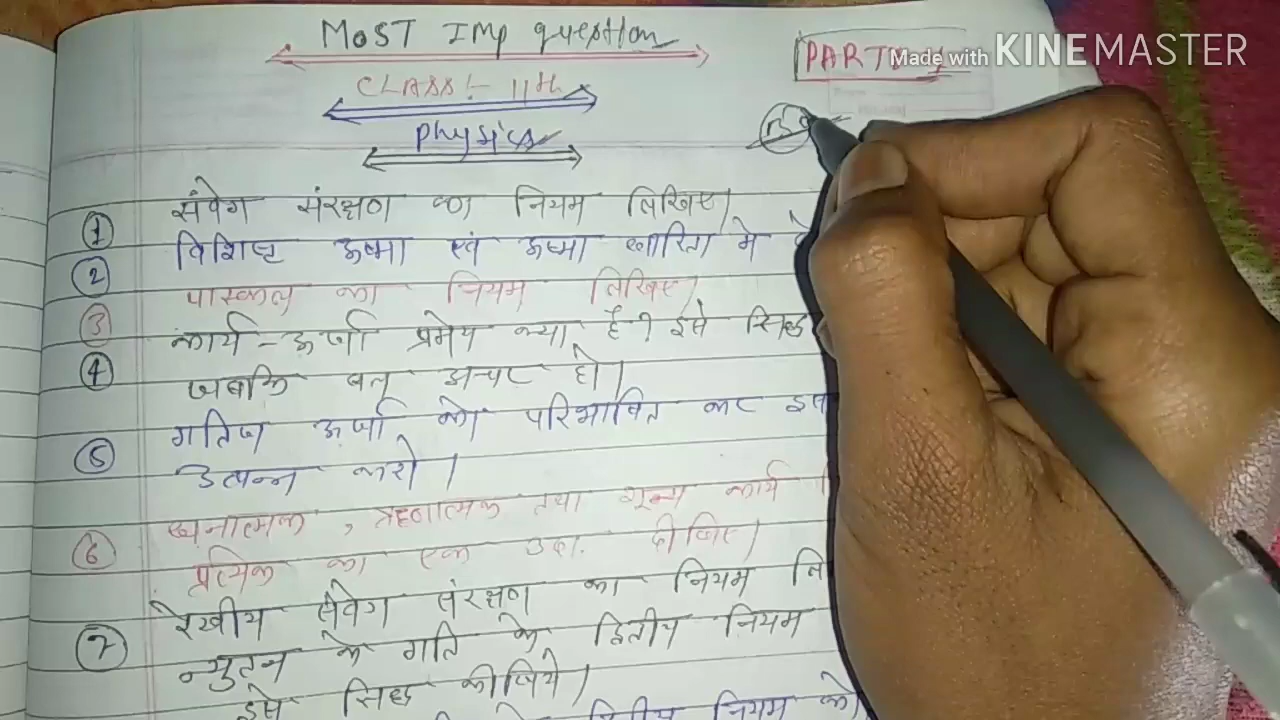 MOST Imp question
Made with KINEMASTER
PART
CLASS:- 11th
physics
① संवेग संरक्षण का नियम लिखिए।
② विशिष्ट ऊष्मा एवं ऊष्मा धारिता मे
③ पास्कल का नियम लिखिए।
④ कार्य-ऊर्जा प्रमेय क्या है? इसे सिद्ध
जबकि बल अचर हो।
⑤ गतिज ऊर्जा को परिभाषित कर
उत्पन्न करो।
⑥ धनात्मक, ऋणात्मक तथा शून्य कार्य
प्रत्येक का एक उदा. दीजिए।
⑦ रेखीय संवेग संरक्षण का नियम
न्युतन के गति के द्वितीय नियम
इसे सिद्ध कीजिये।
द्वितीय नियम को